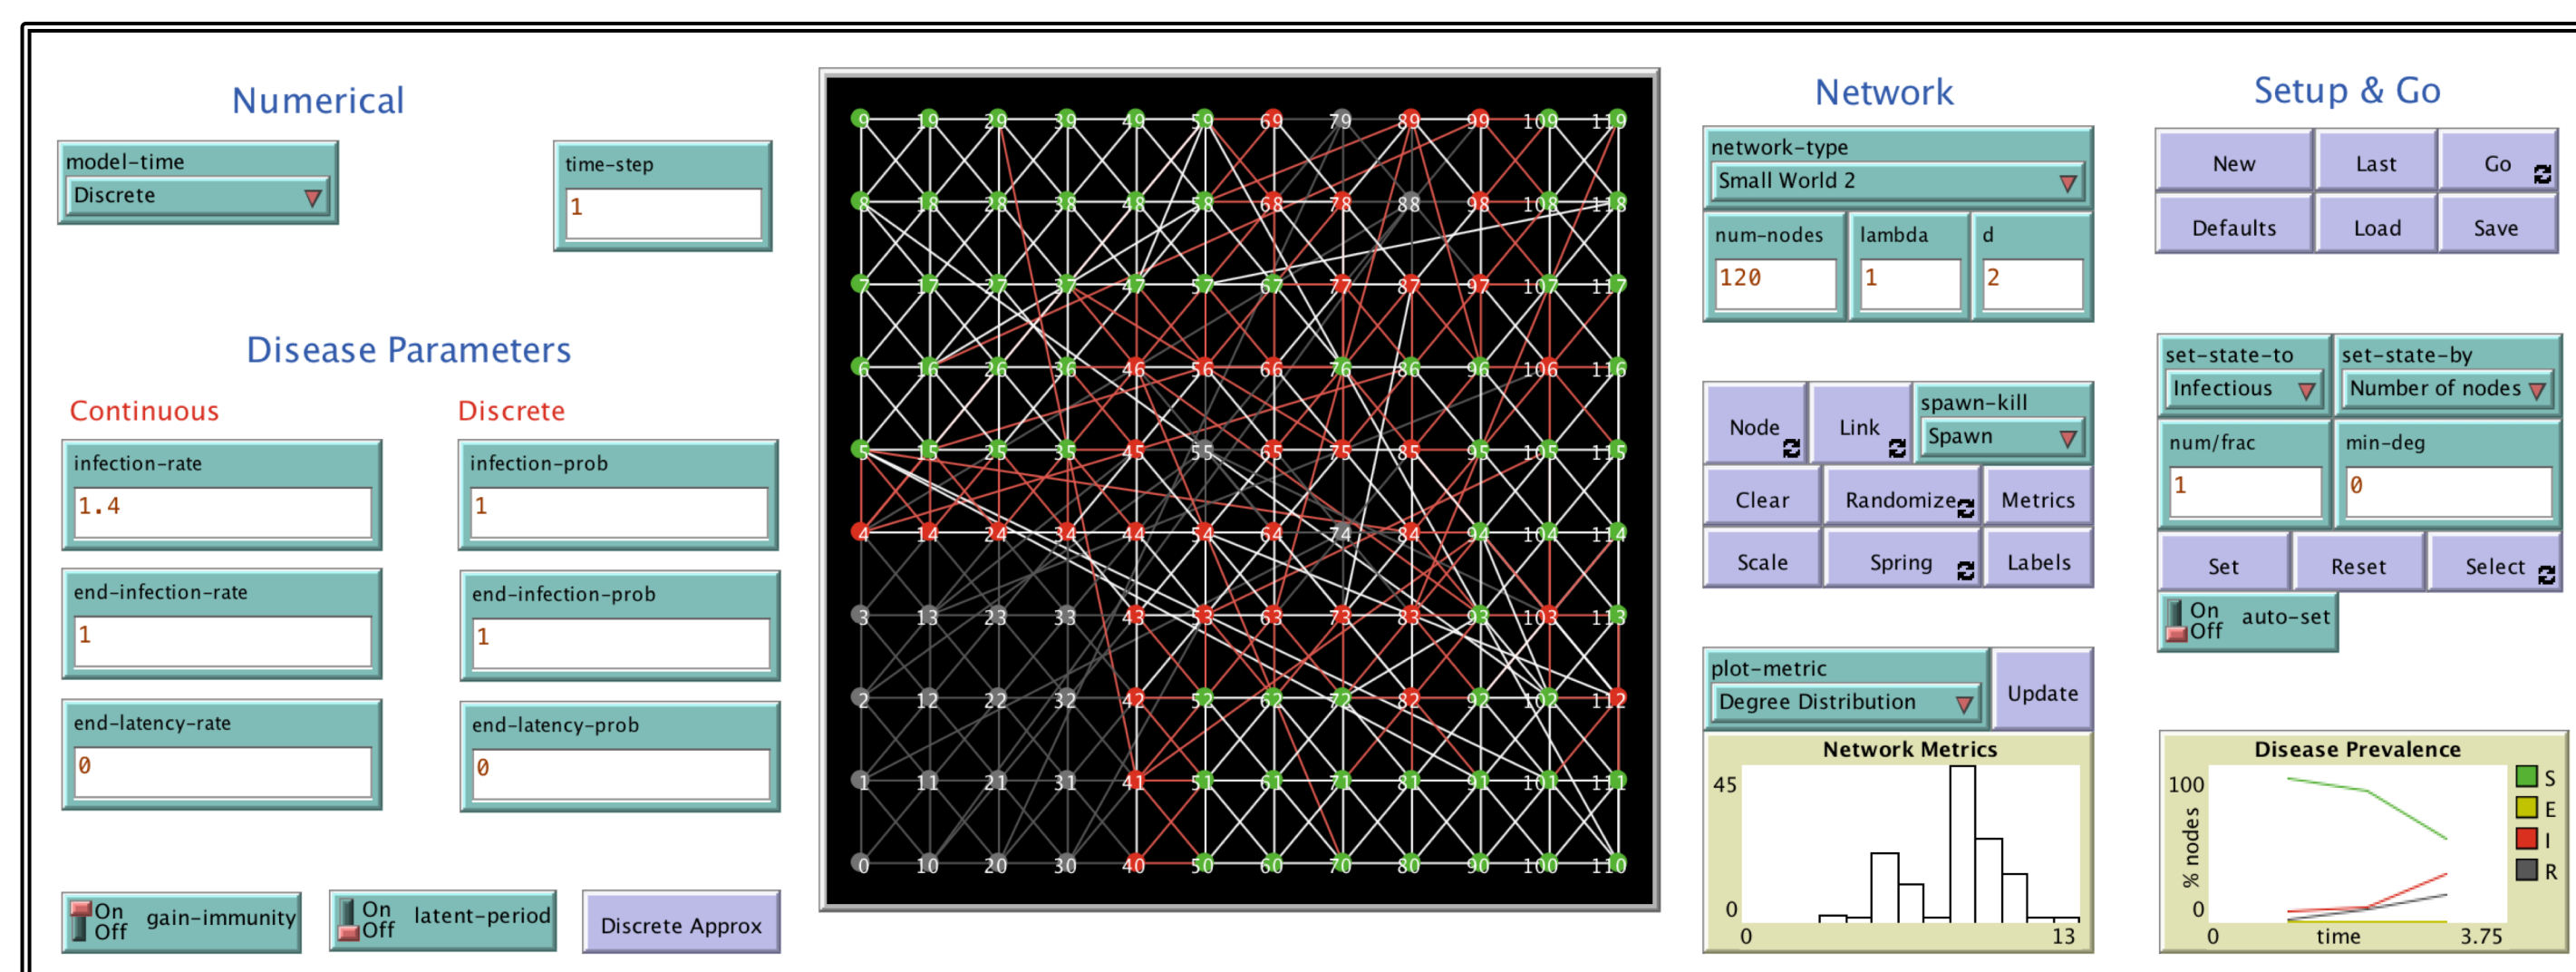 Numerical
model-time
Discrete
time-step
1
Disease Parameters
Continuous
Discrete
infection-rate
1.4
infection-prob
1
end-infection-rate
1
end-infection-prob
1
end-latency-rate
0
end-latency-prob
0
On
Off
gain-immunity
On
Off
latent-period
Discrete Approx
9 19 29 39 49 59 69 79 89 99 109 119
8 18 28 38 48 58 68 78 88 98 108 118
7 17 27 37 47 57 67 77 87 97 107 117
6 16 26 36 46 56 66 76 86 96 106 116
5 15 25 35 45 55 65 75 85 95 105 115
4 14 24 34 44 54 64 74 84 94 104 114
3 13 23 33 43 53 63 73 83 93 103 113
2 12 22 32 42 52 62 72 82 92 102 112
1 11 21 31 41 51 61 71 81 91 101 111
0 10 20 30 40 50 60 70 80 90 100 110
Network
network-type
Small World 2
num-nodes
120
lambda
1
d
2
Node
Link
spawn-kill
Spawn
Clear
Randomize
Metrics
Scale
Spring
Labels
plot-metric
Degree Distribution
Update
Network Metrics
45
0
0
13
Setup & Go
New
Last
Go
Defaults
Load
Save
set-state-to
Infectious
set-state-by
Number of nodes
num/frac
1
min-deg
0
Set
Reset
Select
On
Off
auto-set
Disease Prevalence
100
% nodes
0
0
time
3.75
S
E
I
R